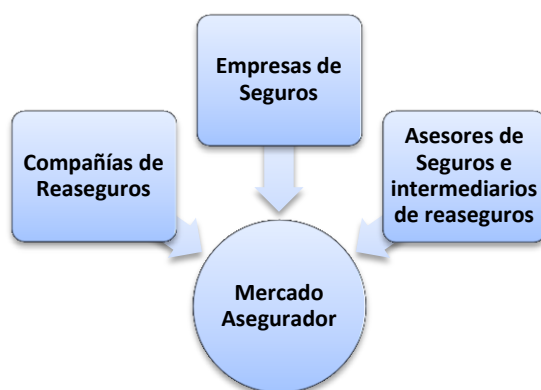 Empresas de
Seguros
Compañías de
Reaseguros
Asesores de
Seguros e
intermediarios
de reaseguros
Mercado
Asegurador